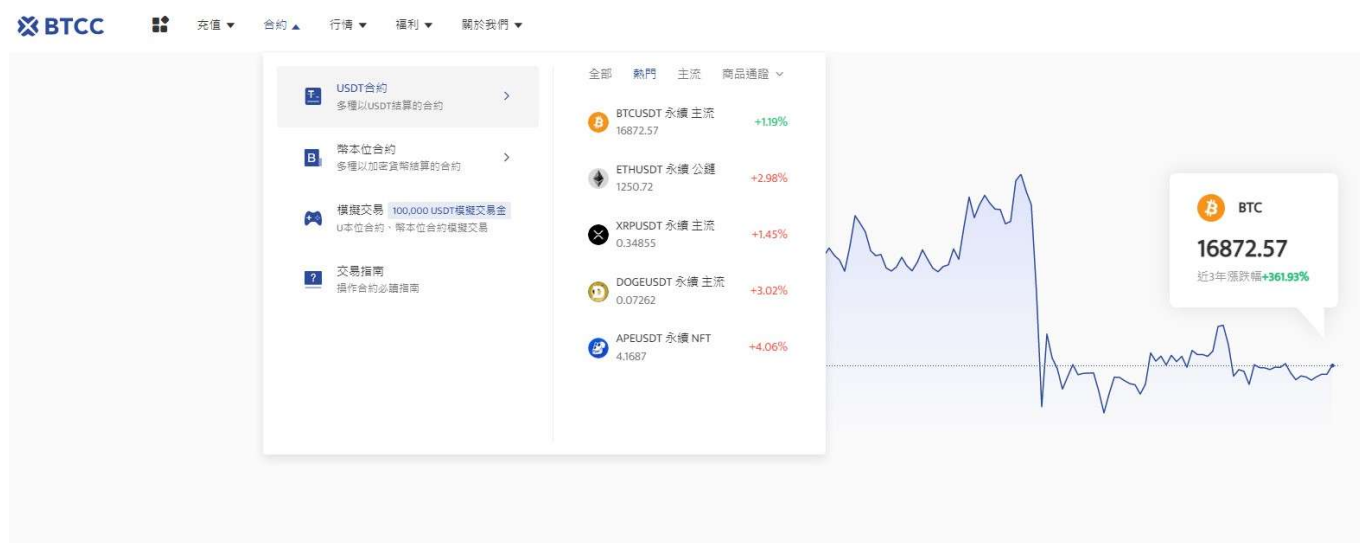 BTCC
充值 ▼
合約 ▲
行情 ▼
福利 ▼
關於我們 ▼
USDT合約
多種以USDT結算的合約
幣本位合約
多種以加密貨幣結算的合約
模擬交易 100,000 USDT模擬交易金
U本位合約、幣本位合約模擬交易
交易指南
操作合約必讀指南
全部 熱門 主流 商品通證
BTCUSDT 永續 主流
16872.57
+1.19%
ETHUSDT 永續 公鏈
1250.72
+2.98%
XRPUSDT 永續 主流
0.34855
+1.45%
DOGEUSDT 永續 主流
0.07262
+3.02%
APEUSDT 永續 NFT
4.1687
+4.06%
BTC
16872.57
近3年漲跌幅+361.93%